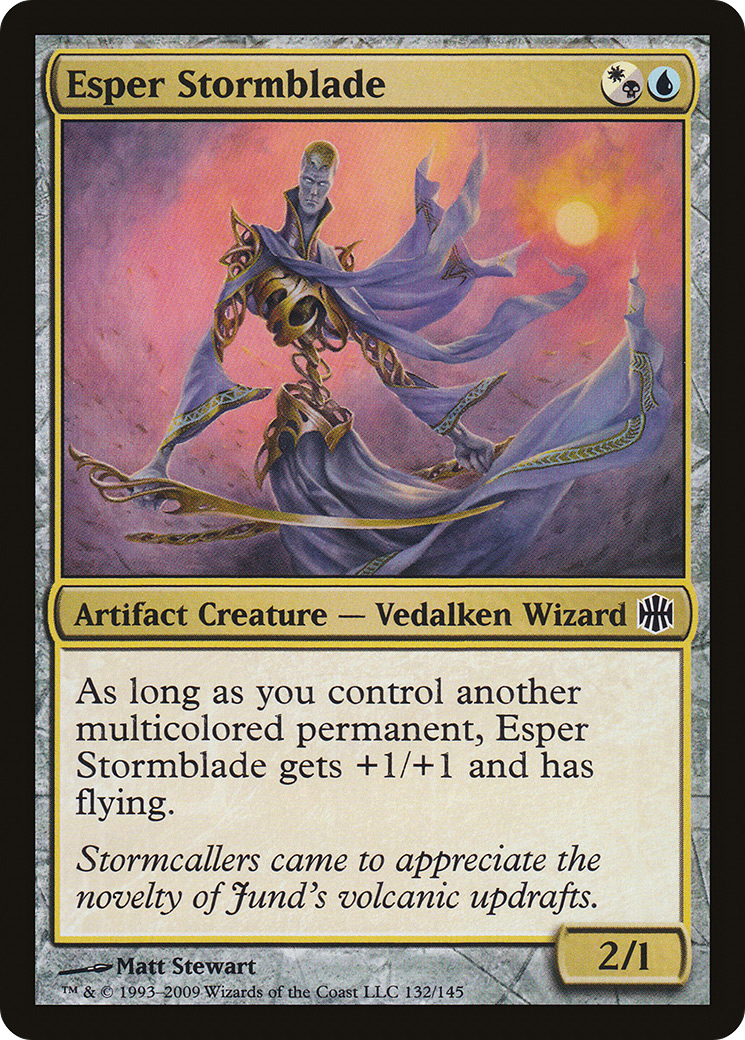 Esper Stormblade
Artifact Creature — Vedalken Wizard
As long as you control another
multicolored permanent, Esper
Stormblade gets +1/+1 and has
flying.
Stormcallers came to appreciate the
novelty of Jund's volcanic updrafts.
2/1
Matt Stewart
™ & © 1993–2009 Wizards of the Coast LLC 132/145